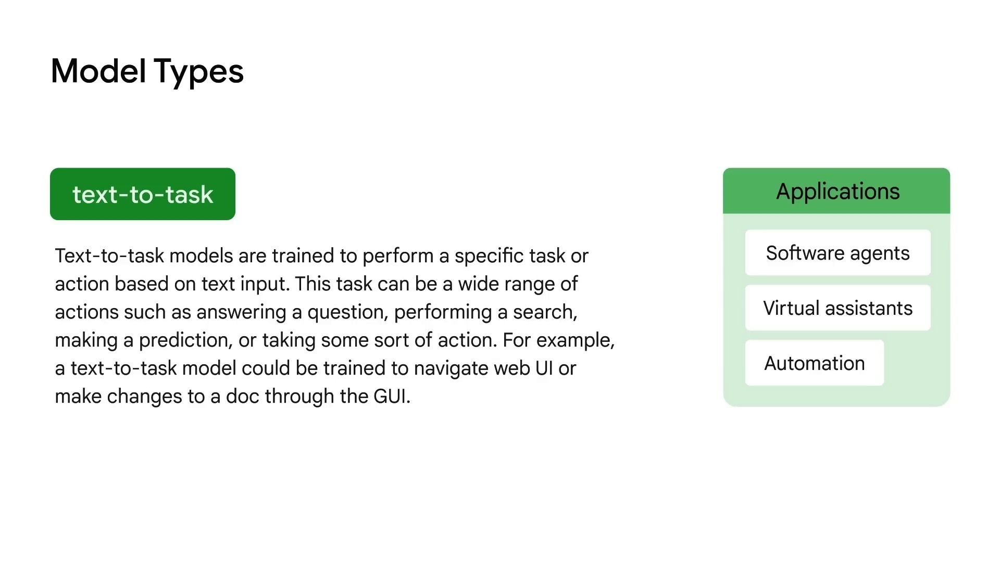 Model Types
text-to-task
Text-to-task models are trained to perform a specific task or
action based on text input. This task can be a wide range of
actions such as answering a question, performing a search,
making a prediction, or taking some sort of action. For example,
a text-to-task model could be trained to navigate web UI or
make changes to a doc through the GUI.
Applications
Software agents
Virtual assistants
Automation